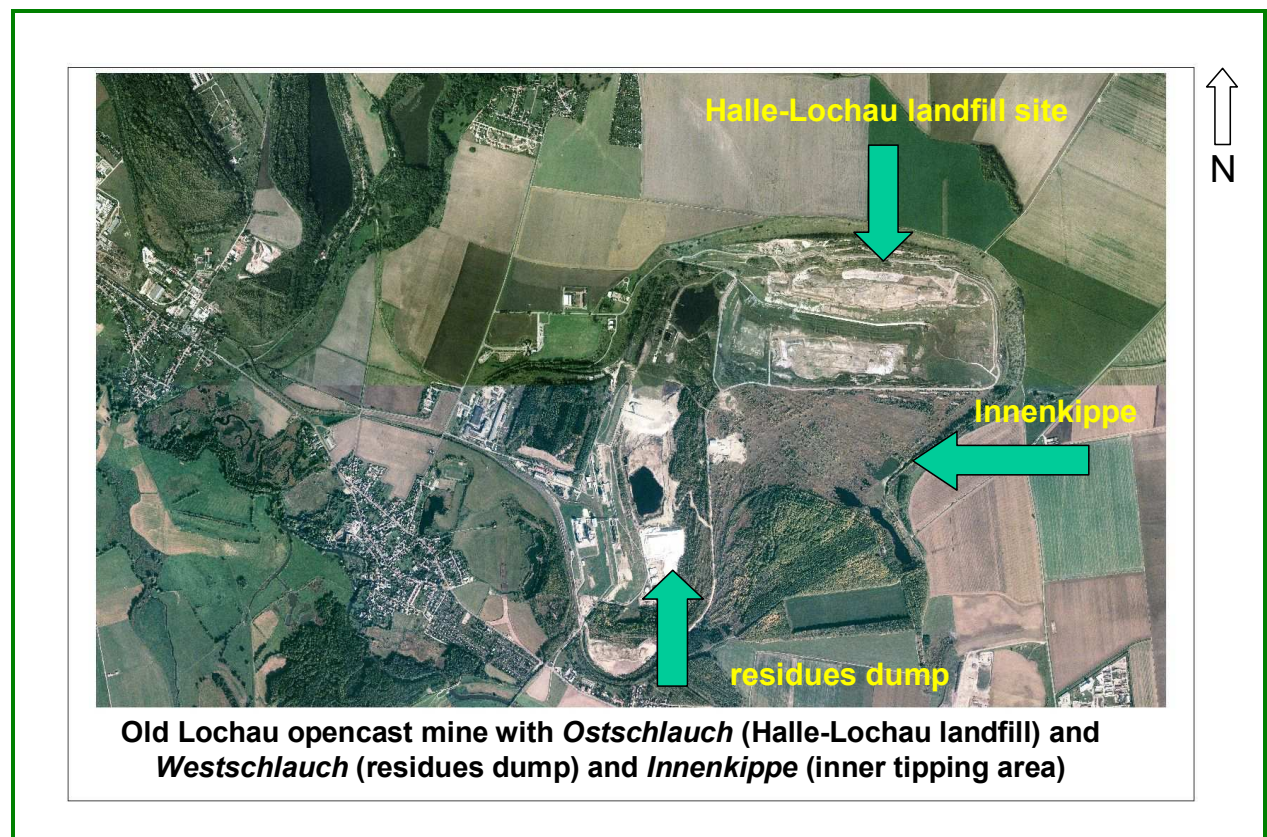 Halle-Lochau landfill site
N
Innenkippe
residues dump
Old Lochau opencast mine with Ostschlauch (Halle-Lochau landfill) and
Westschlauch (residues dump) and Innenkippe (inner tipping area)